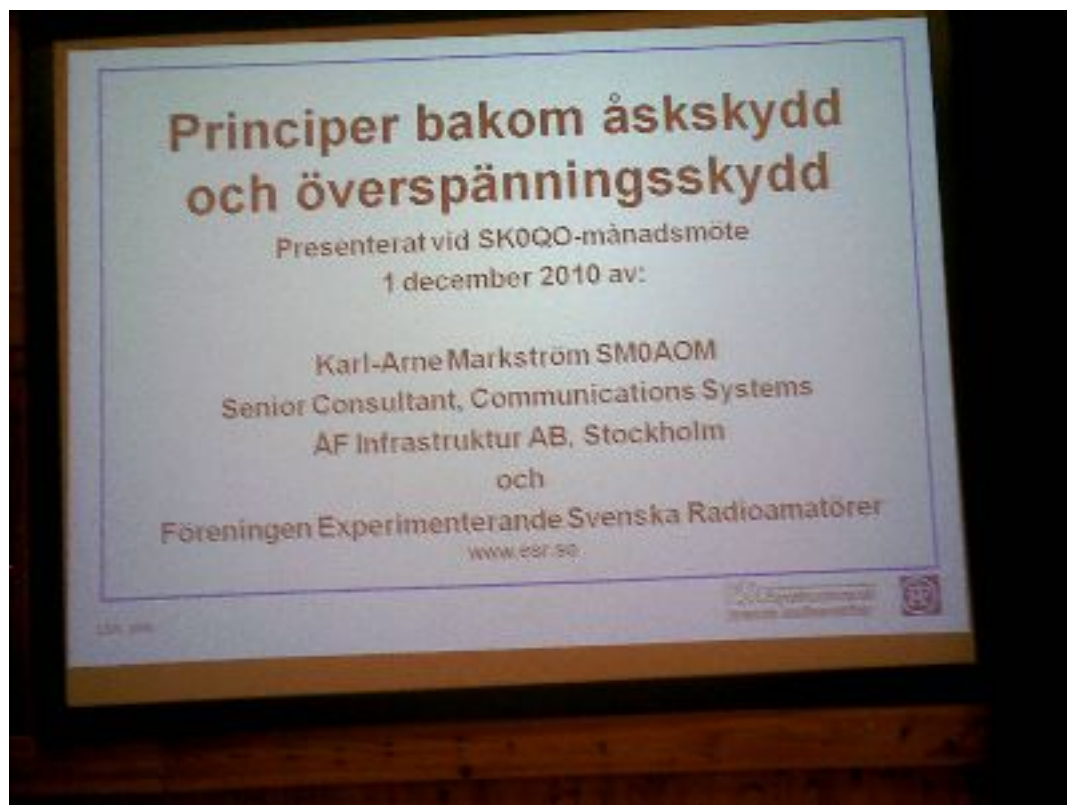 Principer bakom åskskydd
och överspänningsskydd
Presenterat vid SK0QO-månadsmöte
1 december 2010 av:
Karl-Arne Markström SM0AOM
Senior Consultant, Communications Systems
ÅF Infrastruktur AB, Stockholm
och
Föreningen Experimenterande Svenska Radioamatörer
www.esr.se